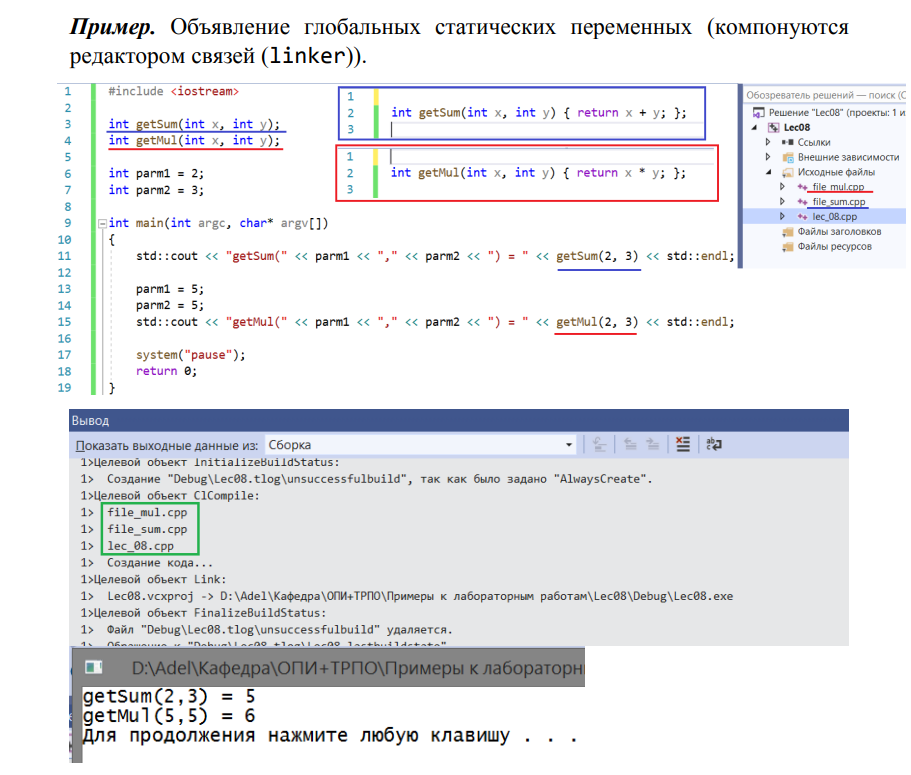 Пример. Объявление глобальных статических переменных (компонуются
редактором связей (linker)).
1 #include <iostream>
2
3 int getSum(int x, int y);
4 int getMul(int x, int y);
5
6 int parm1 = 2;
7 int parm2 = 3;
8
9 int main(int argc, char* argv[])
10 {
11 std::cout << "getSum(" << parm1 << "," << parm2 << ") = " << getSum(2, 3) << std::endl;
12
13 parm1 = 5;
14 parm2 = 5;
15 std::cout << "getMul(" << parm1 << "," << parm2 << ") = " << getMul(2, 3) << std::endl;
16
17 system("pause");
18 return 0;
19 }
1
2 int getSum(int x, int y) { return x + y; };
3
1
2 int getMul(int x, int y) { return x * y; };
3
Обозреватель решений — поиск (C
Решение "Lec08" (проекты: 1 и
Lec08
Ссылки
Внешние зависимости
Исходные файлы
file_mul.cpp
file_sum.cpp
lec_08.cpp
Файлы заголовков
Файлы ресурсов
Вывод
Показать выходные данные из: Сборка
1>Целевой объект InitializeBuildStatus:
1> Создание "Debug\Lec08.tlog\unsuccessfulbuild", так как было задано "AlwaysCreate".
1>Целевой объект ClCompile:
1> file_mul.cpp
1> file_sum.cpp
1> lec_08.cpp
1> Создание кода...
1>Целевой объект Link:
1> Lec08.vcxproj -> D:\Adel\Кафедра\ОПИ+ТРПО\Примеры к лабораторным работам\Lec08\Debug\Lec08.exe
1>Целевой объект FinalizeBuildStatus:
1> Файл "Debug\Lec08.tlog\unsuccessfulbuild" удаляется.
1> Обращение к "Debug\Lec08.tlog\Lec08.lastbuildstate"
D:\Adel\Кафедра\ОПИ+ТРПО\Примеры к лабораторн
getSum(2,3) = 5
getMul(5,5) = 6
Для продолжения нажмите любую клавишу . . .